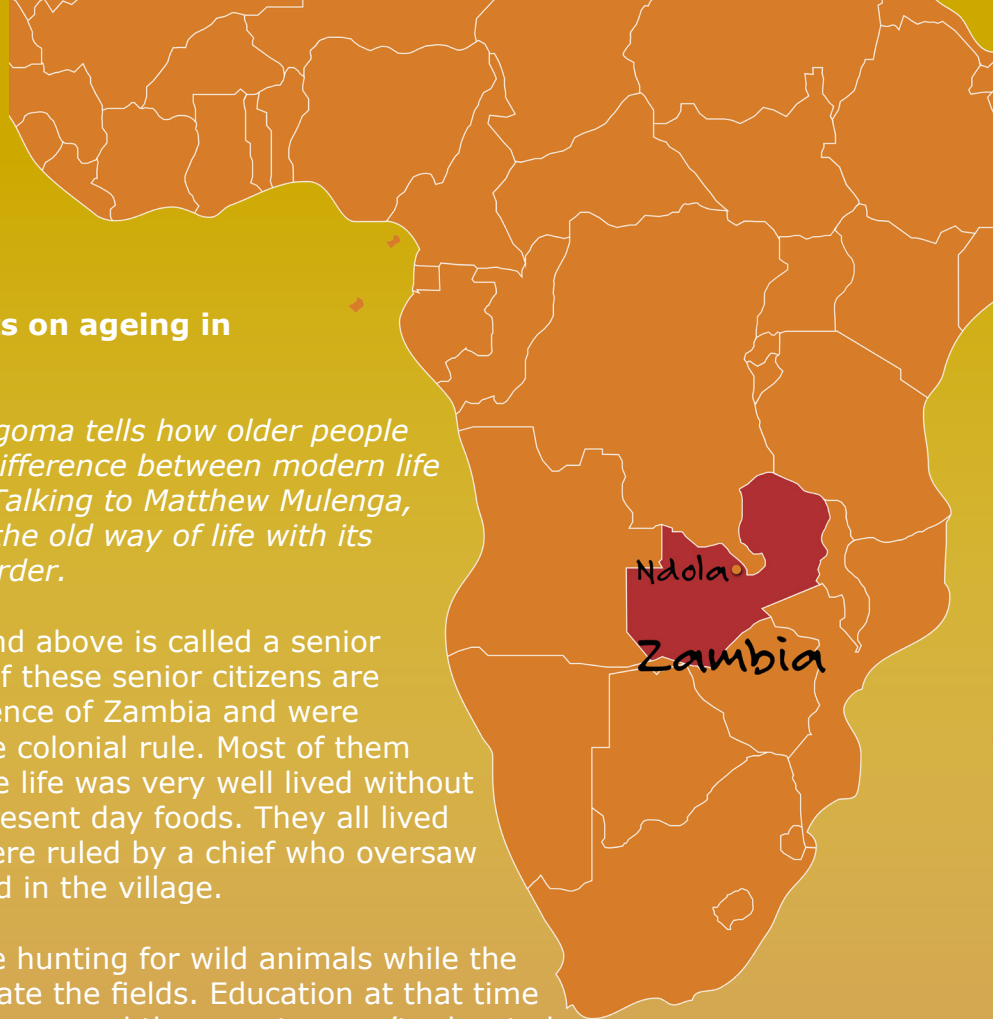 s on ageing in
goma tells how older people
ifference between modern life
Talking to Matthew Mulenga,
the old way of life with its
rder.
nd above is called a senior
f these senior citizens are
ence of Zambia and were
e colonial rule. Most of them
e life was very well lived without
resent day foods. They all lived
ere ruled by a chief who oversaw
d in the village.
e hunting for wild animals while the
ate the fields. Education at that time
Ndola
Zambia